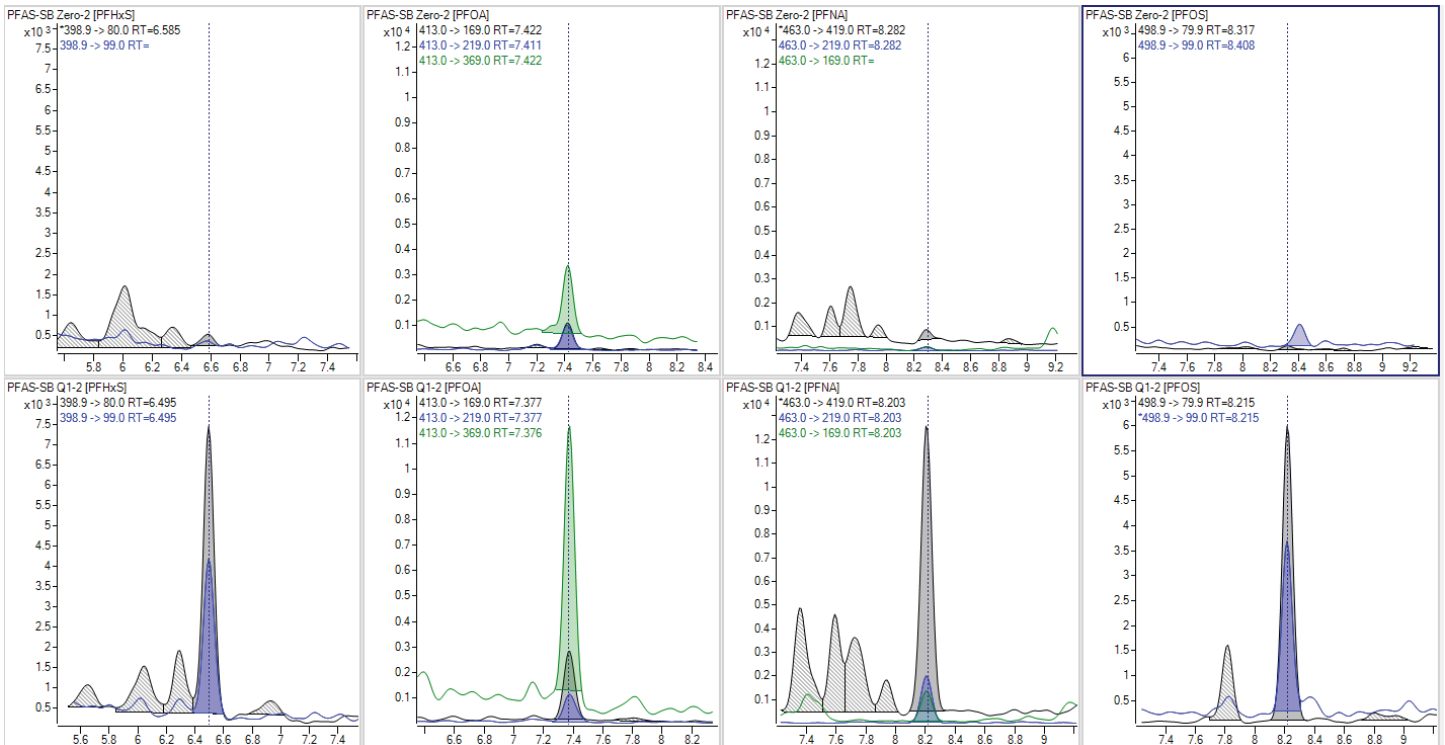 PFAS-SB Zero-2 [PFHxS]
x10 3
*398.9 -> 80.0 RT=6.585
398.9 -> 99.0 RT=
7.5
7
6.5
6
5.5
5
4.5
4
3.5
3
2.5
2
1.5
1
0.5
5.8 6 6.2 6.4 6.6 6.8 7 7.2 7.4
PFAS-SB Zero-2 [PFOA]
x10 4
413.0 -> 169.0 RT=7.422
413.0 -> 219.0 RT=7.411
413.0 -> 369.0 RT=7.422
1.2
1.1
1
0.9
0.8
0.7
0.6
0.5
0.4
0.3
0.2
0.1
6.6 6.8 7 7.2 7.4 7.6 7.8 8 8.2 8.4
PFAS-SB Zero-2 [PFNA]
x10 4
*463.0 -> 419.0 RT=8.282
463.0 -> 219.0 RT=8.282
463.0 -> 169.0 RT=
1.2
1.1
1
0.9
0.8
0.7
0.6
0.5
0.4
0.3
0.2
0.1
7.4 7.6 7.8 8 8.2 8.4 8.6 8.8 9 9.2
PFAS-SB Zero-2 [PFOS]
x10 3
498.9 -> 79.9 RT=8.317
498.9 -> 99.0 RT=8.408
6
5.5
5
4.5
4
3.5
3
2.5
2
1.5
1
0.5
7.4 7.6 7.8 8 8.2 8.4 8.6 8.8 9 9.2
PFAS-SB Q1-2 [PFHxS]
x10 3
398.9 -> 80.0 RT=6.495
398.9 -> 99.0 RT=6.495
7.5
7
6.5
6
5.5
5
4.5
4
3.5
3
2.5
2
1.5
1
0.5
5.6 5.8 6 6.2 6.4 6.6 6.8 7 7.2 7.4
PFAS-SB Q1-2 [PFOA]
x10 4
413.0 -> 169.0 RT=7.377
413.0 -> 219.0 RT=7.377
413.0 -> 369.0 RT=7.376
1.2
1.1
1
0.9
0.8
0.7
0.6
0.5
0.4
0.3
0.2
0.1
6.6 6.8 7 7.2 7.4 7.6 7.8 8 8.2
PFAS-SB Q1-2 [PFNA]
x10 4
*463.0 -> 419.0 RT=8.203
463.0 -> 219.0 RT=8.203
463.0 -> 169.0 RT=8.203
1.2
1.1
1
0.9
0.8
0.7
0.6
0.5
0.4
0.3
0.2
0.1
7.4 7.6 7.8 8 8.2 8.4 8.6 8.8 9
PFAS-SB Q1-2 [PFOS]
x10 3
498.9 -> 79.9 RT=8.215
*498.9 -> 99.0 RT=8.215
6
5.5
5
4.5
4
3.5
3
2.5
2
1.5
1
0.5
7.4 7.6 7.8 8 8.2 8.4 8.6 8.8 9